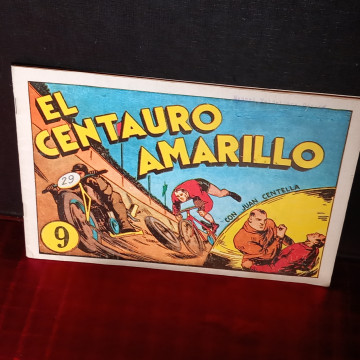 EL
CENTAURO
AMARILLO
29
CON JUAN CENTELLA
9